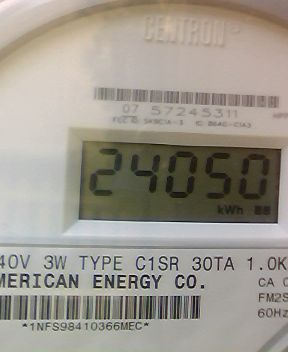 CENTRON®
07 57245311
24050
kWh
40V 3W TYPE C1SR 30TA 1.0K
MERICAN ENERGY CO.
CA 0
FM2S
60Hz
*1NFS98410366MEC*